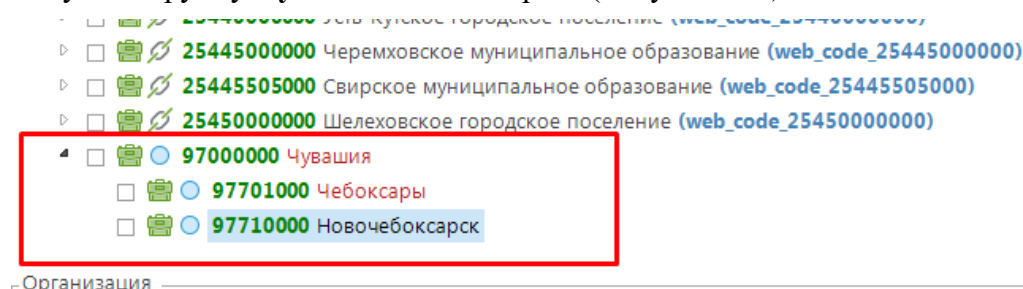 25445000000 Черемховское муниципальное образование (web_code_25445000000)
25445505000 Свирское муниципальное образование (web_code_25445505000)
25450000000 Шелеховское городское поселение (web_code_25450000000)
97000000 Чувашия
97701000 Чебоксары
97710000 Новочебоксарск
Организация